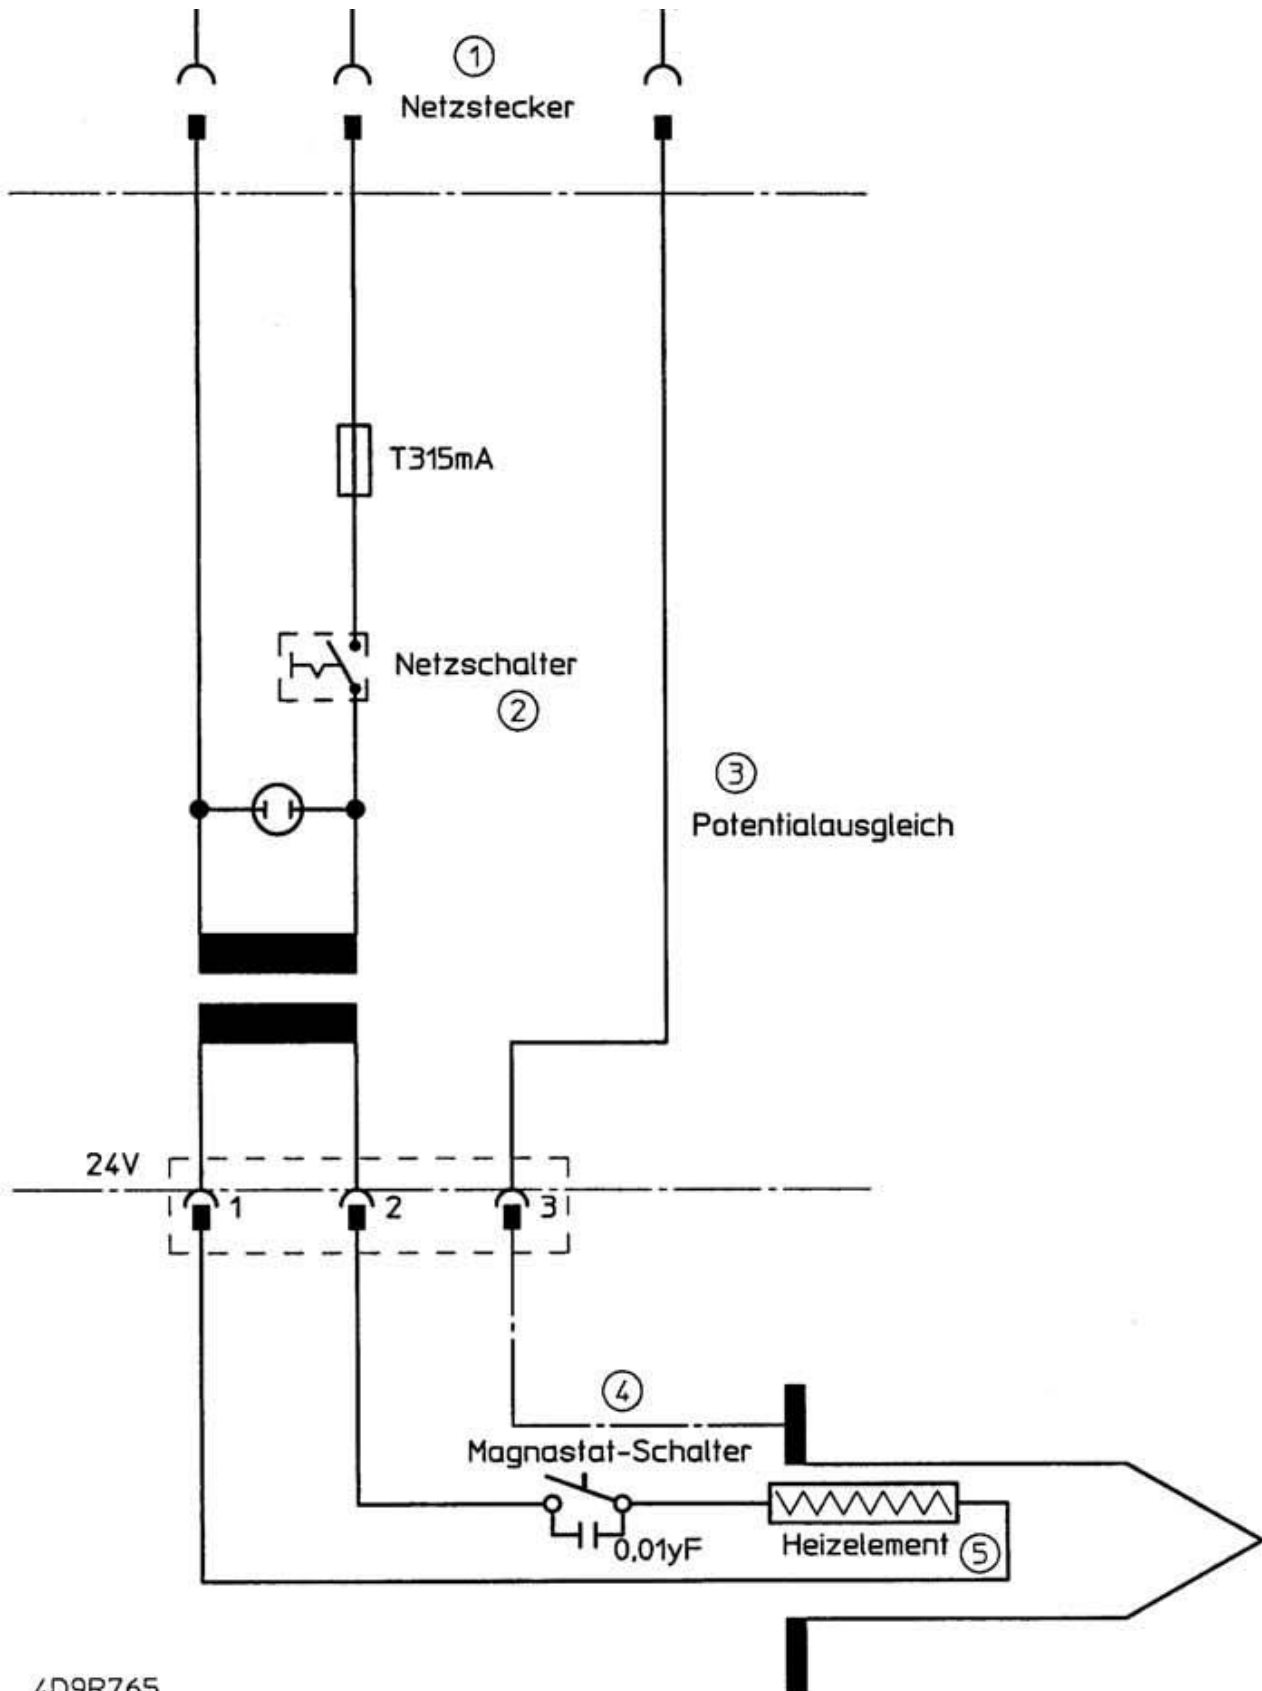 1
Netzstecker
T315mA
Netzschalter
2
3
Potentialausgleich
24V
1 2 3
4
Magnastat-Schalter
0,01yF
Heizelement 5